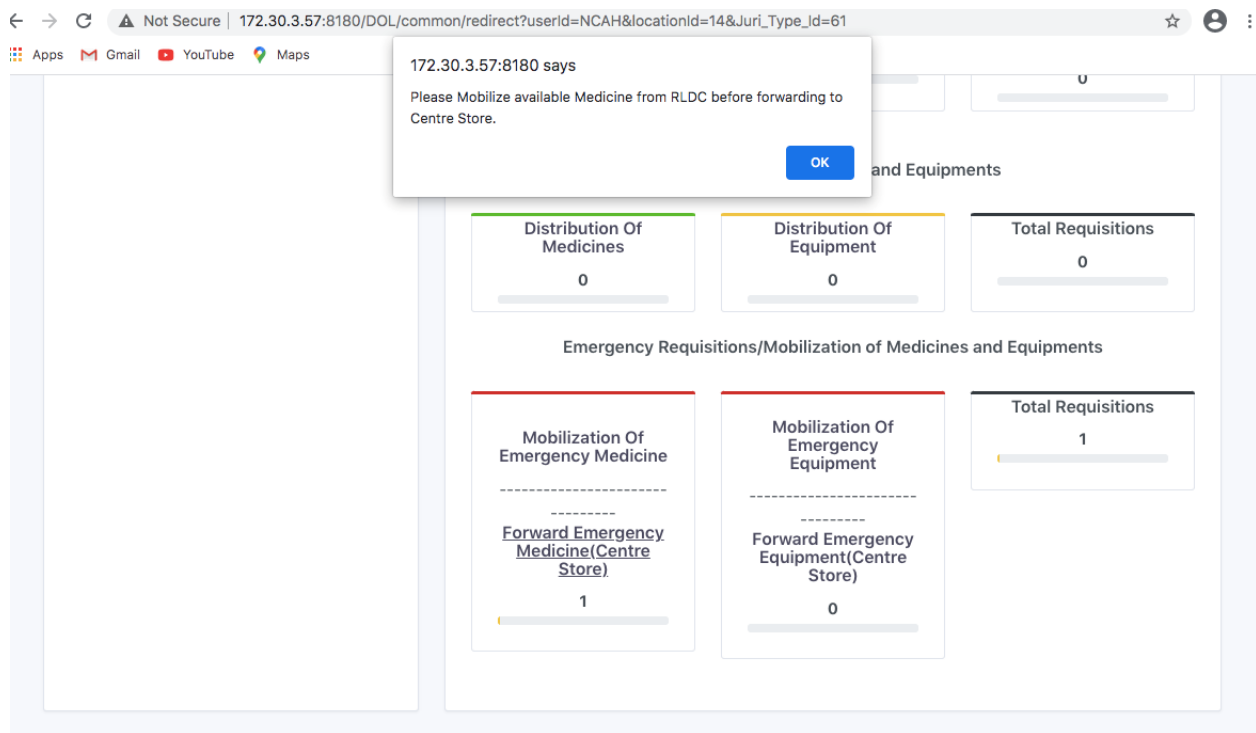 Not Secure | 172.30.3.57:8180/DOL/common/redirect?userId=NCAH&locationId=14&Juri_Type_Id=61
Apps Gmail YouTube Maps
172.30.3.57:8180 says
Please Mobilize available Medicine from RLDC before forwarding to
Centre Store.
OK
0
and Equipments
Distribution Of
Medicines
0
Distribution Of
Equipment
0
Total Requisitions
0
Emergency Requisitions/Mobilization of Medicines and Equipments
Mobilization Of
Emergency Medicine
-----------------------
---------
Forward Emergency
Medicine(Centre
Store)
1
Mobilization Of
Emergency
Equipment
-----------------------
---------
Forward Emergency
Equipment(Centre
Store)
0
Total Requisitions
1